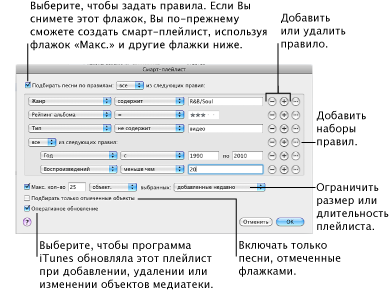 Выберите, чтобы задать правила. Если Вы
снимете этот флажок, Вы по-прежнему
сможете создать смарт-плейлист, используя
флажок «Макс.» и другие флажки ниже.
Добавить
или удалить
правило.
Смарт-плейлист
Подбирать песни по правилам: все из следующих правил:
Жанр содержит R&B/Soul
Рейтинг альбома = ★★★
Тип не содержит видео
все из следующих правил:
Год с 1990 по 2010
Воспроизведений меньше чем 20
Добавить
наборы
правил.
Макс. кол-во 25 объект. выбранных: добавленные недавно
Подбирать только отмеченные объекты
Оперативное обновление
? Отменить OK
Ограничить
размер или
длительность
плейлиста.
Выберите, чтобы программа
iTunes обновляла этот плейлист
при добавлении, удалении или
изменении объектов медиатеки.
Включать только
песни, отмеченные
флажками.